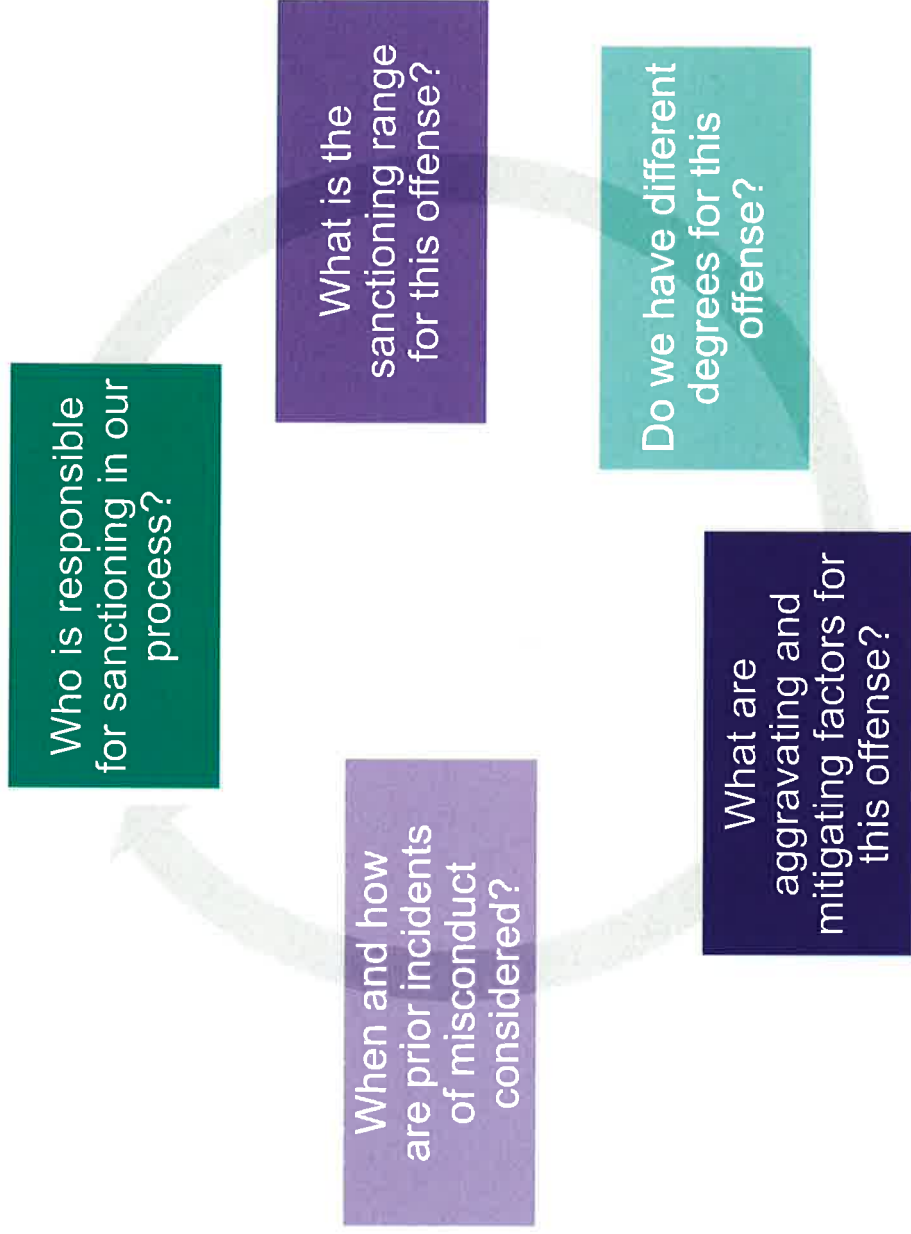 Who is responsible
for sanctioning in our
process?
What is the
sanctioning range
for this offense?
Do we have different
degrees for this
offense?
What are
aggravating and
mitigating factors for
this offense?
When and how
are prior incidents
of misconduct
considered?